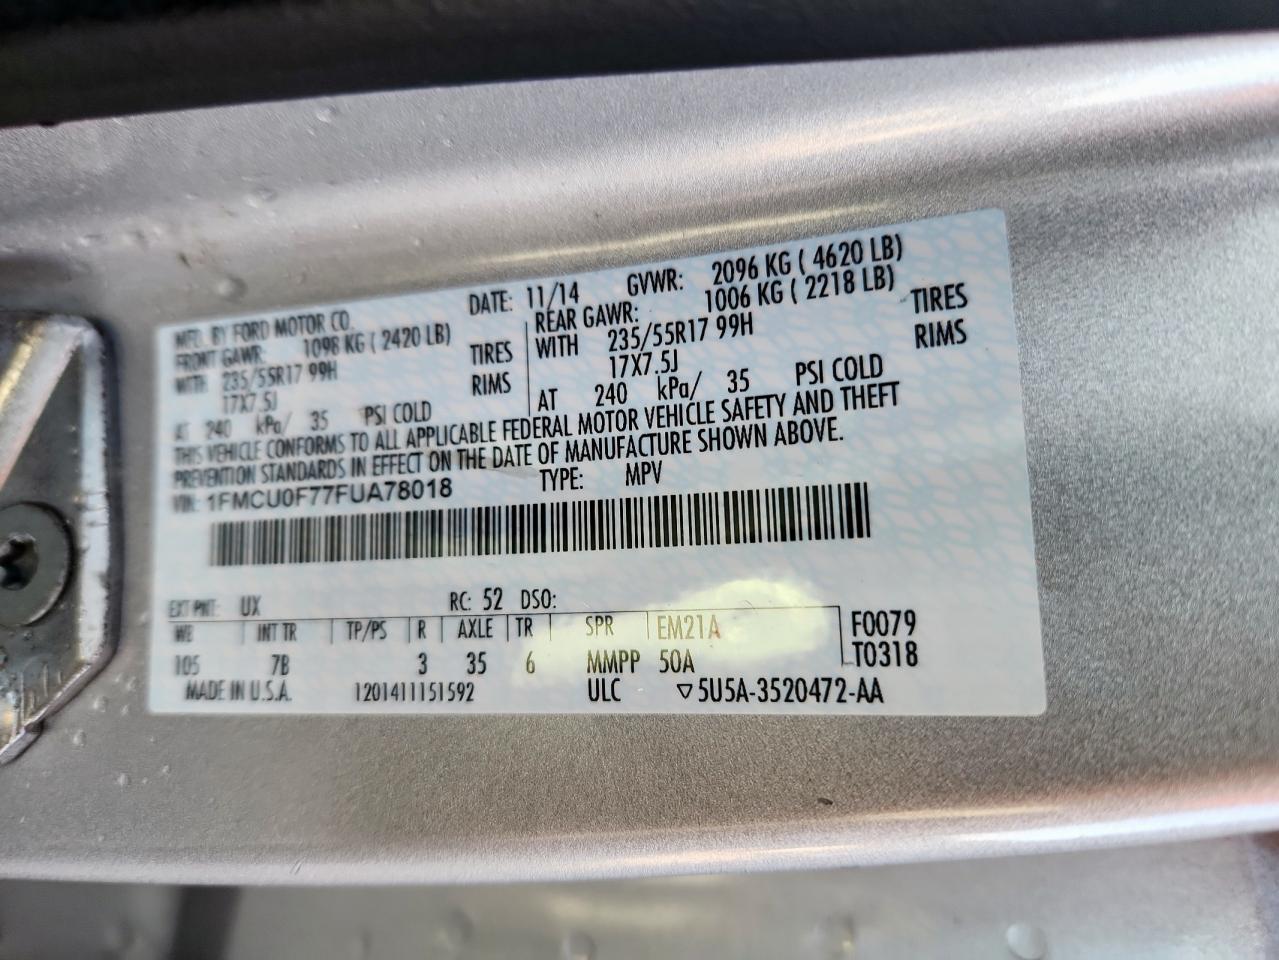 MFD. BY FORD MOTOR CO. DATE: 11/14 GVWR: 2096 KG ( 4620 LB)
FRONT GAWR: 1098 KG ( 2420 LB) REAR GAWR: 1006 KG ( 2218 LB)
WITH 235/55R17 99H TIRES WITH 235/55R17 99H TIRES
17X7.5J RIMS 17X7.5J RIMS
AT 240 kPa/ 35 PSI COLD AT 240 kPa/ 35 PSI COLD
THIS VEHICLE CONFORMS TO ALL APPLICABLE FEDERAL MOTOR VEHICLE SAFETY AND THEFT
PREVENTION STANDARDS IN EFFECT ON THE DATE OF MANUFACTURE SHOWN ABOVE.
VIN: 1FMCU0F77FUA78018 TYPE: MPV
EXT PNT: UX RC: 52 DSO:
WB INT TR TP/PS R AXLE TR SPR EM21A F0079
105 7B 3 35 6 MMPP 50A T0318
MADE IN U.S.A. 1201411151592 ULC ▽5U5A-3520472-AA